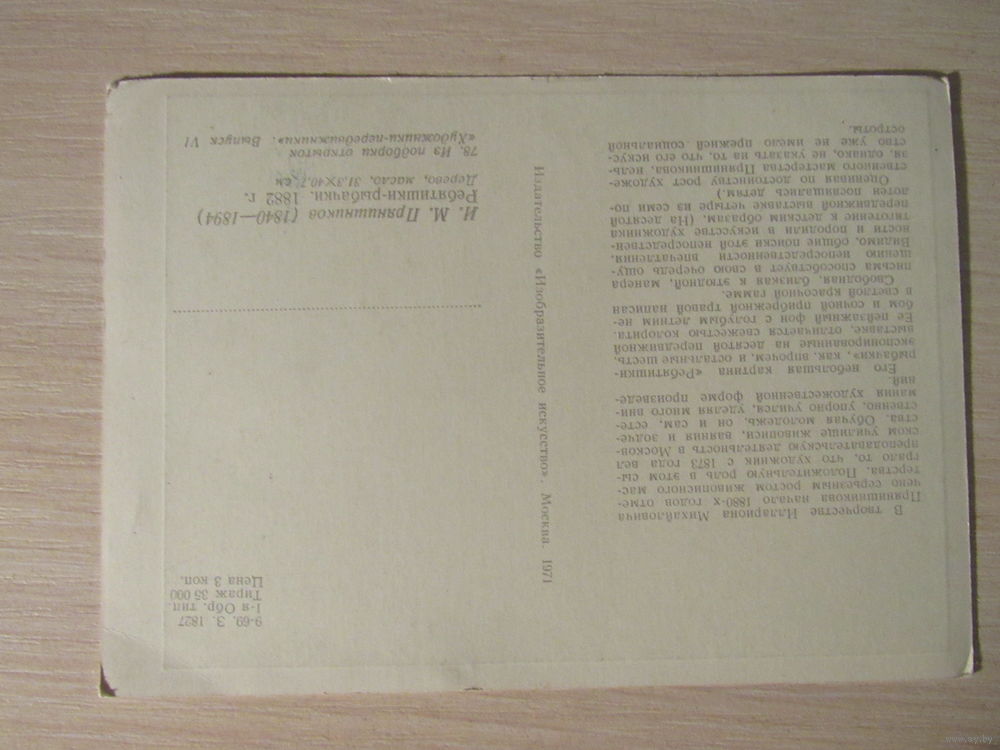 В творчестве Иллариона Михайловича
Прянишникова начало 1880-х годов отме-
чено серьезным ростом живописного мас-
терства. Положительную роль в этом сы-
грало то, что художник с 1873 года вел
преподавательскую деятельность в Москов-
ском училище живописи, ваяния и зодче-
ства. Обучая молодежь, он и сам, есте-
ственно, упорно учился, уделяя много вни-
мания художественной форме произведе-
ний.
Его небольшая картина «Ребятишки-
рыбачки», как, впрочем, и остальные шесть,
экспонированные на десятой передвижной
выставке, отличается свежестью колорита.
Ее пейзажный фон с голубым летним не-
бом и сочной прибрежной травой написан
в светлой красочной гамме.
Свободная, близкая к этюдной, манера
письма способствует в свою очередь ощу-
щению непосредственности впечатления.
Видимо, общие поиски этой непосредствен-
ности и породили в искусстве художника
тяготение к детским образам. (На десятой
передвижной выставке четыре из семи по-
лотен посвящались детям.)
Оценивая по достоинству рост художе-
ственного мастерства Прянишникова, нель-
зя, однако, не указать на то, что его искус-
ство уже не имело прежней социальной
остроты.
Издательство «Изобразительное искусство». Москва. 1971
9-69. З. 1827
1-я Обр. тип.
Тираж 35 000
Цена 3 коп.
И. М. Прянишников (1840—1894)
Ребятишки-рыбачки. 1882 г.
Дерево, масло, 31,3×40,7 см
78. Из подборки открыток
«Художники-передвижники». Выпуск VI
www.ay.by